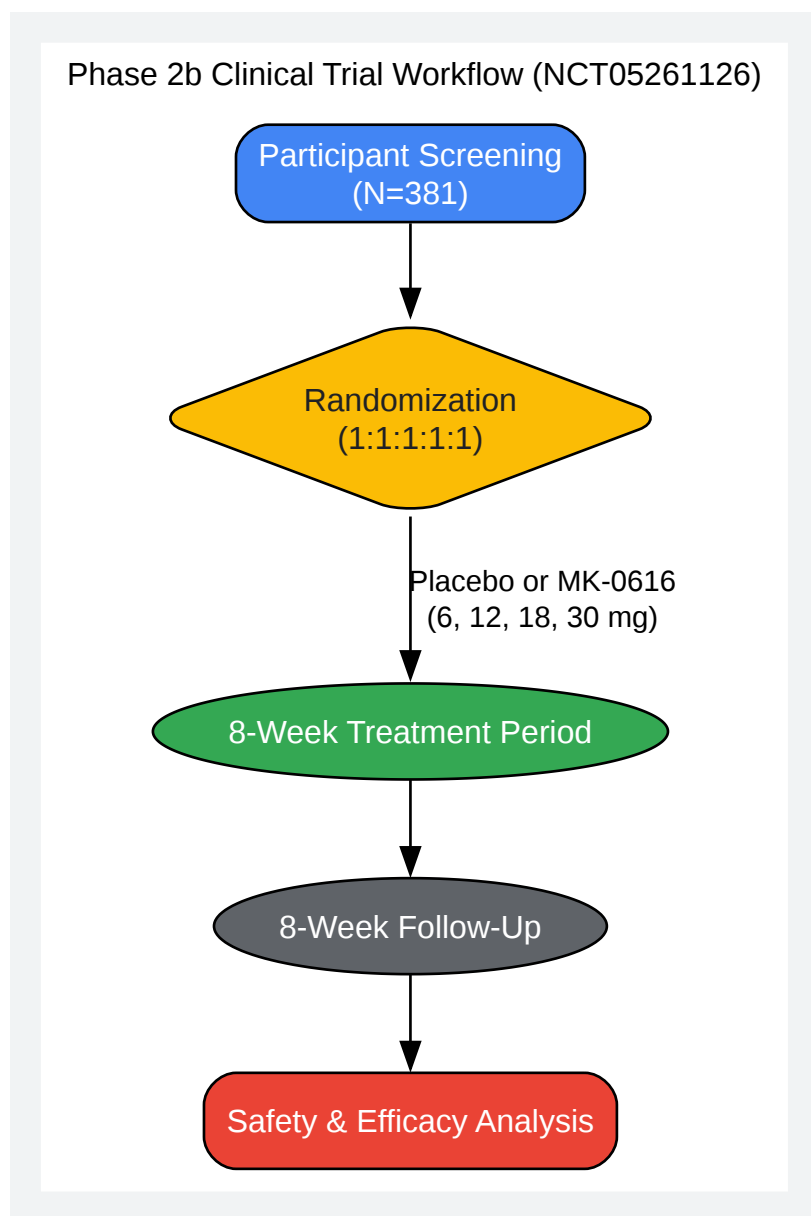 Phase 2b Clinical Trial Workflow (NCT05261126)
Participant Screening
(N=381)
Randomization
(1:1:1:1:1)
Placebo or MK-0616
(6, 12, 18, 30 mg)
8-Week Treatment Period
8-Week Follow-Up
Safety & Efficacy Analysis